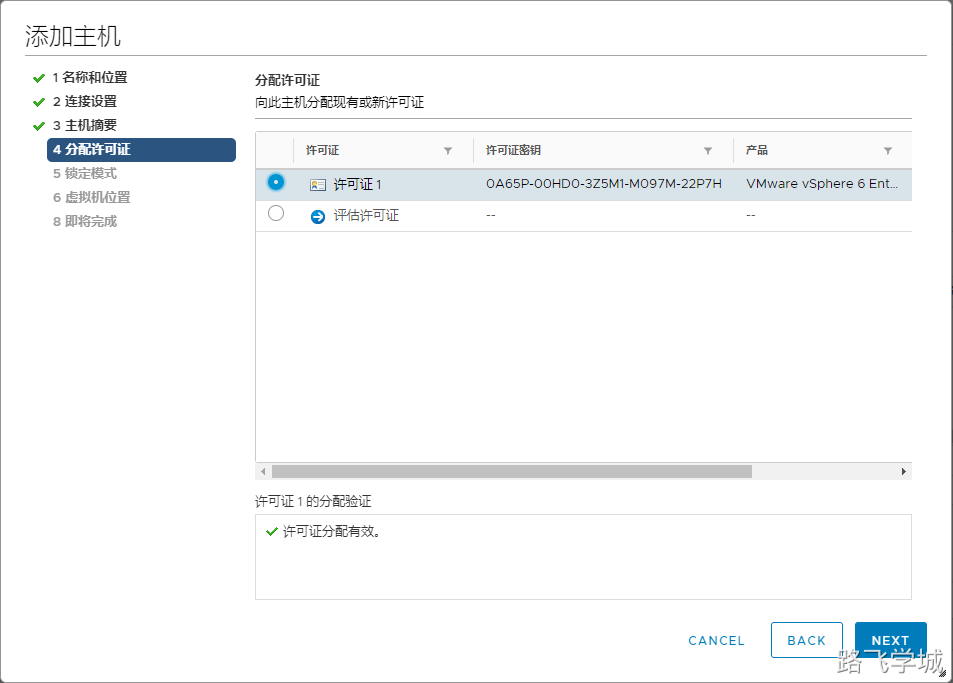 添加主机
1 名称和位置
2 连接设置
3 主机摘要
4 分配许可证
5 锁定模式
6 虚拟机位置
8 即将完成
分配许可证
向此主机分配现有或新许可证
许可证 许可证密钥 产品
许可证 1 0A65P-00HD0-3Z5M1-M097M-22P7H VMware vSphere 6 Ent...
评估许可证 -- --
许可证 1 的分配验证
许可证分配有效。
CANCEL BACK NEXT
路飞学城